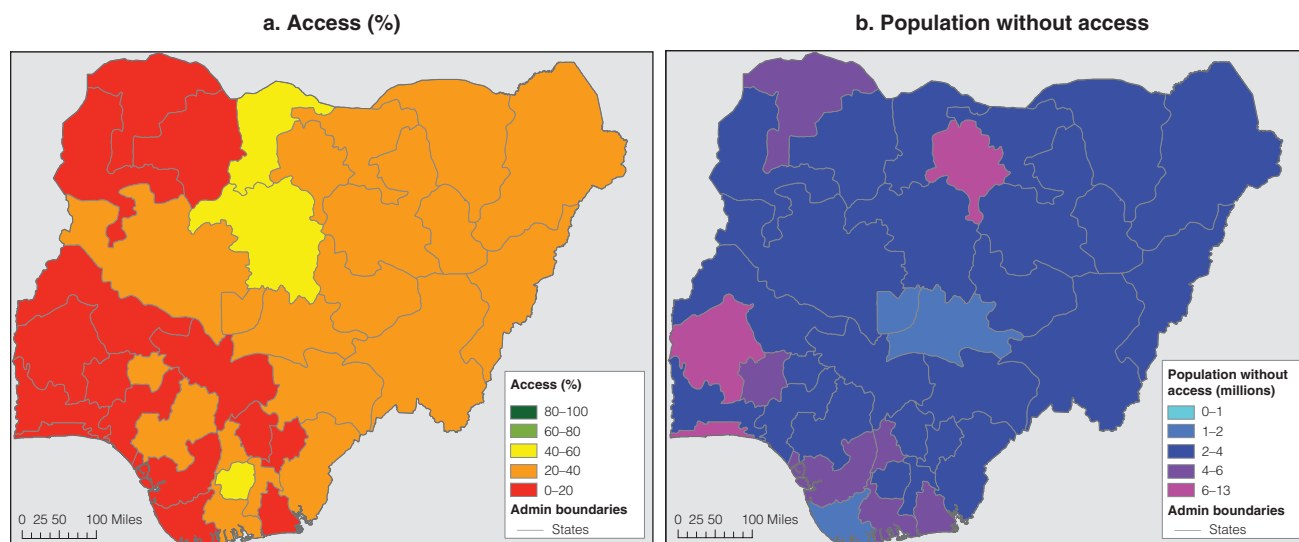 a. Access (%)
Access (%)
80–100
60–80
40–60
20–40
0–20
Admin boundaries
States
0 25 50 100 Miles
b. Population without access
Population without
access (millions)
0–1
1–2
2–4
4–6
6–13
Admin boundaries
States
0 25 50 100 Miles